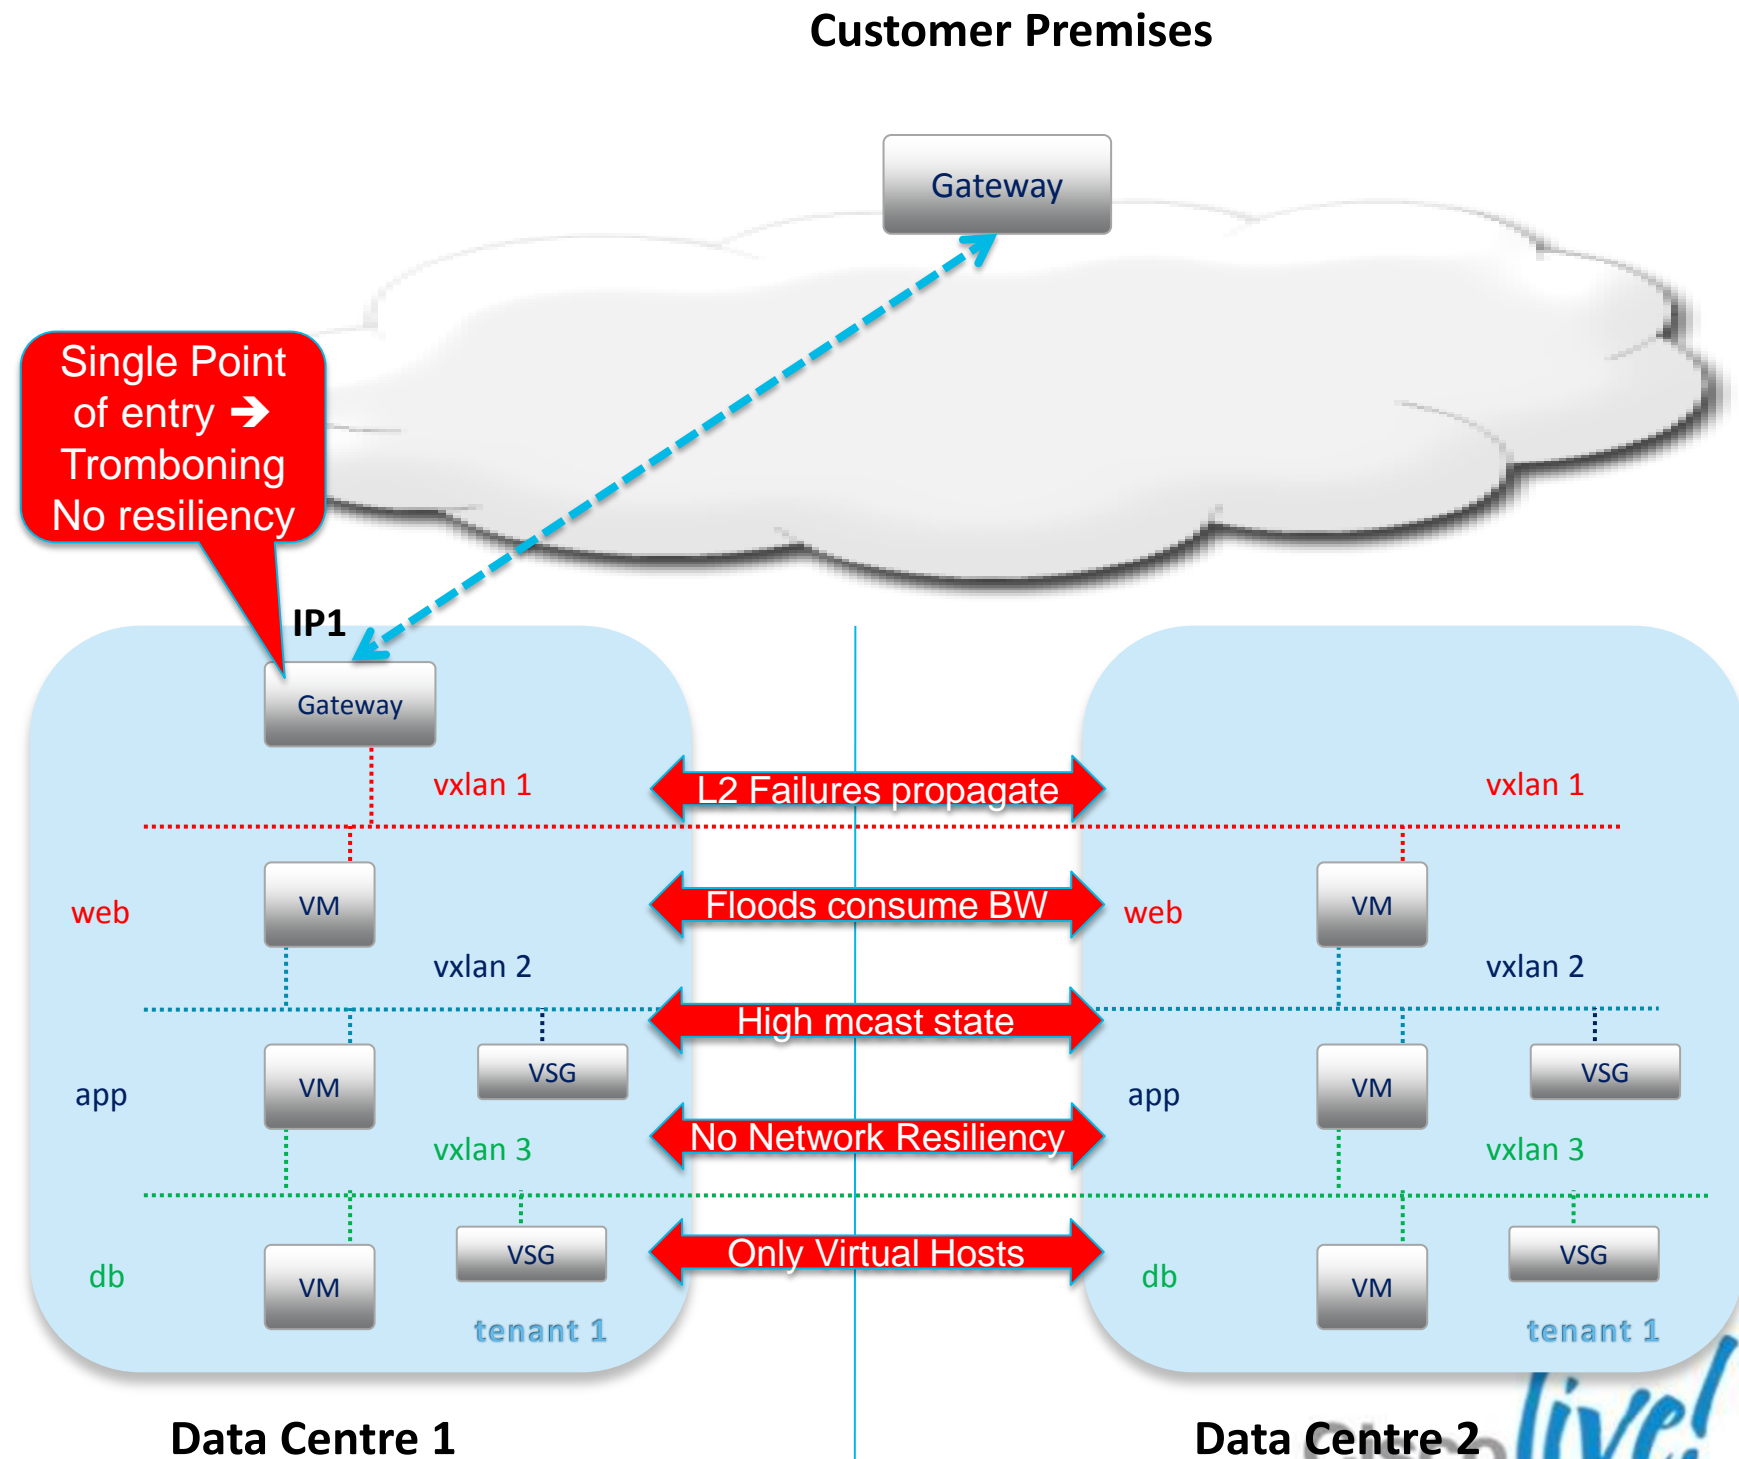 Customer Premises
Gateway
Single Point
of entry ➔
Tromboning
No resiliency
IP1
Gateway
vxlan 1
L2 Failures propagate
vxlan 1
VM
web
Floods consume BW
web
VM
vxlan 2
vxlan 2
High mcast state
VM
VSG
app
app
VM
VSG
No Network Resiliency
vxlan 3
vxlan 3
VM
VSG
db
Only Virtual Hosts
db
VM
VSG
tenant 1
tenant 1
Data Centre 1
Data Centre 2
Cisco live!